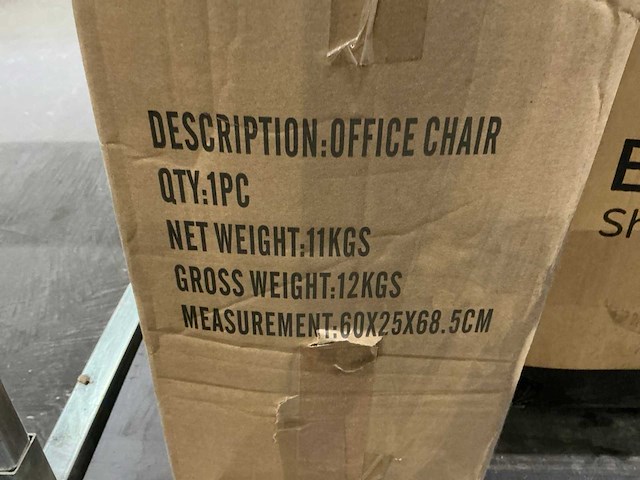 DESCRIPTION:OFFICE CHAIR
QTY:1PC
NET WEIGHT:11KGS
GROSS WEIGHT:12KGS
MEASUREMENT:60X25X68.5CM